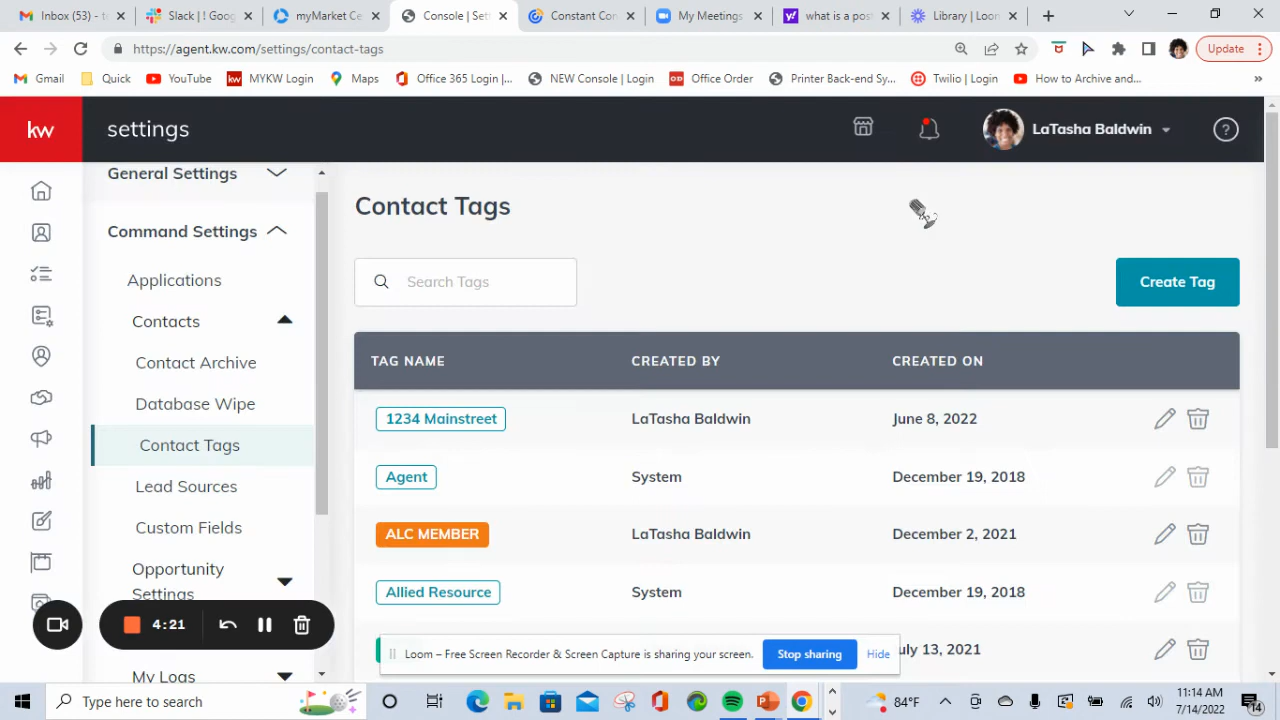 Inbox (53) - te
Slack | ! Goog
myMarket Ce
Console | Set
Constant Con
My Meetings
what is a post
Library | Loom
https://agent.kw.com/settings/contact-tags
Update
Gmail
Quick
YouTube
MYKW Login
Maps
Office 365 Login |...
NEW Console | Login
Office Order
Printer Back-end Sy...
Twilio | Login
How to Archive and...
kw
settings
LaTasha Baldwin
General Settings
Command Settings
Applications
Contacts
Contact Archive
Database Wipe
Contact Tags
Lead Sources
Custom Fields
Opportunity
Settings
My Logs
Contact Tags
Search Tags
Create Tag
TAG NAME CREATED BY CREATED ON
1234 Mainstreet LaTasha Baldwin June 8, 2022
Agent System December 19, 2018
ALC MEMBER LaTasha Baldwin December 2, 2021
Allied Resource System December 19, 2018
uly 13, 2021
4:21
Loom – Free Screen Recorder & Screen Capture is sharing your screen.
Stop sharing
Hide
Type here to search
84°F
11:14 AM
7/14/2022
14